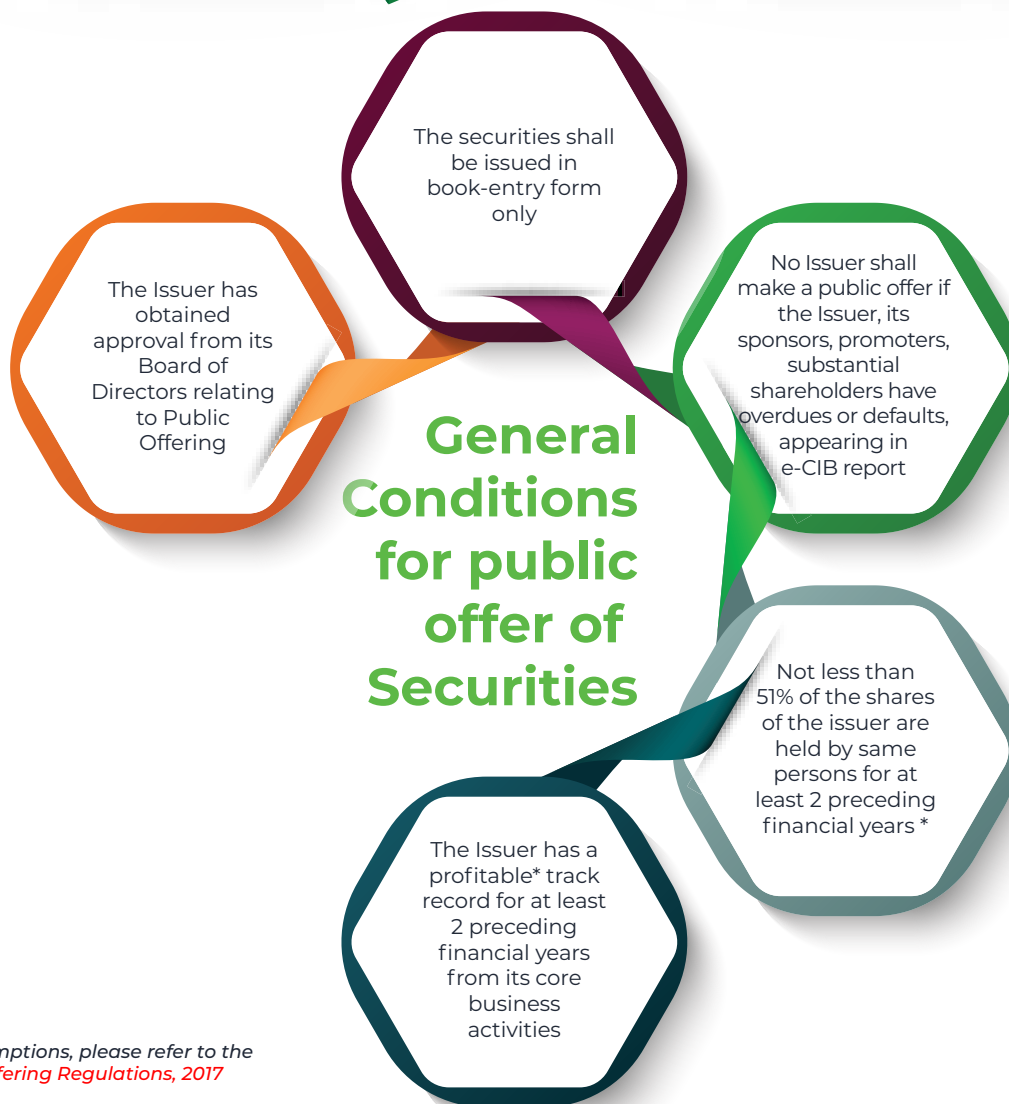 The securities shall
be issued in
book-entry form
only
The Issuer has
obtained
approval from its
Board of
Directors relating
to Public
Offering
No Issuer shall
make a public offer if
the Issuer, its
sponsors, promoters,
substantial
shareholders have
overdues or defaults,
appearing in
e-CIB report
General
Conditions
for public
offer of
Securities
Not less than
51% of the shares
of the issuer are
held by same
persons for at
least 2 preceding
financial years *
The Issuer has a
profitable* track
record for at least
2 preceding
financial years
from its core
business
activities
mptions, please refer to the
fering Regulations, 2017